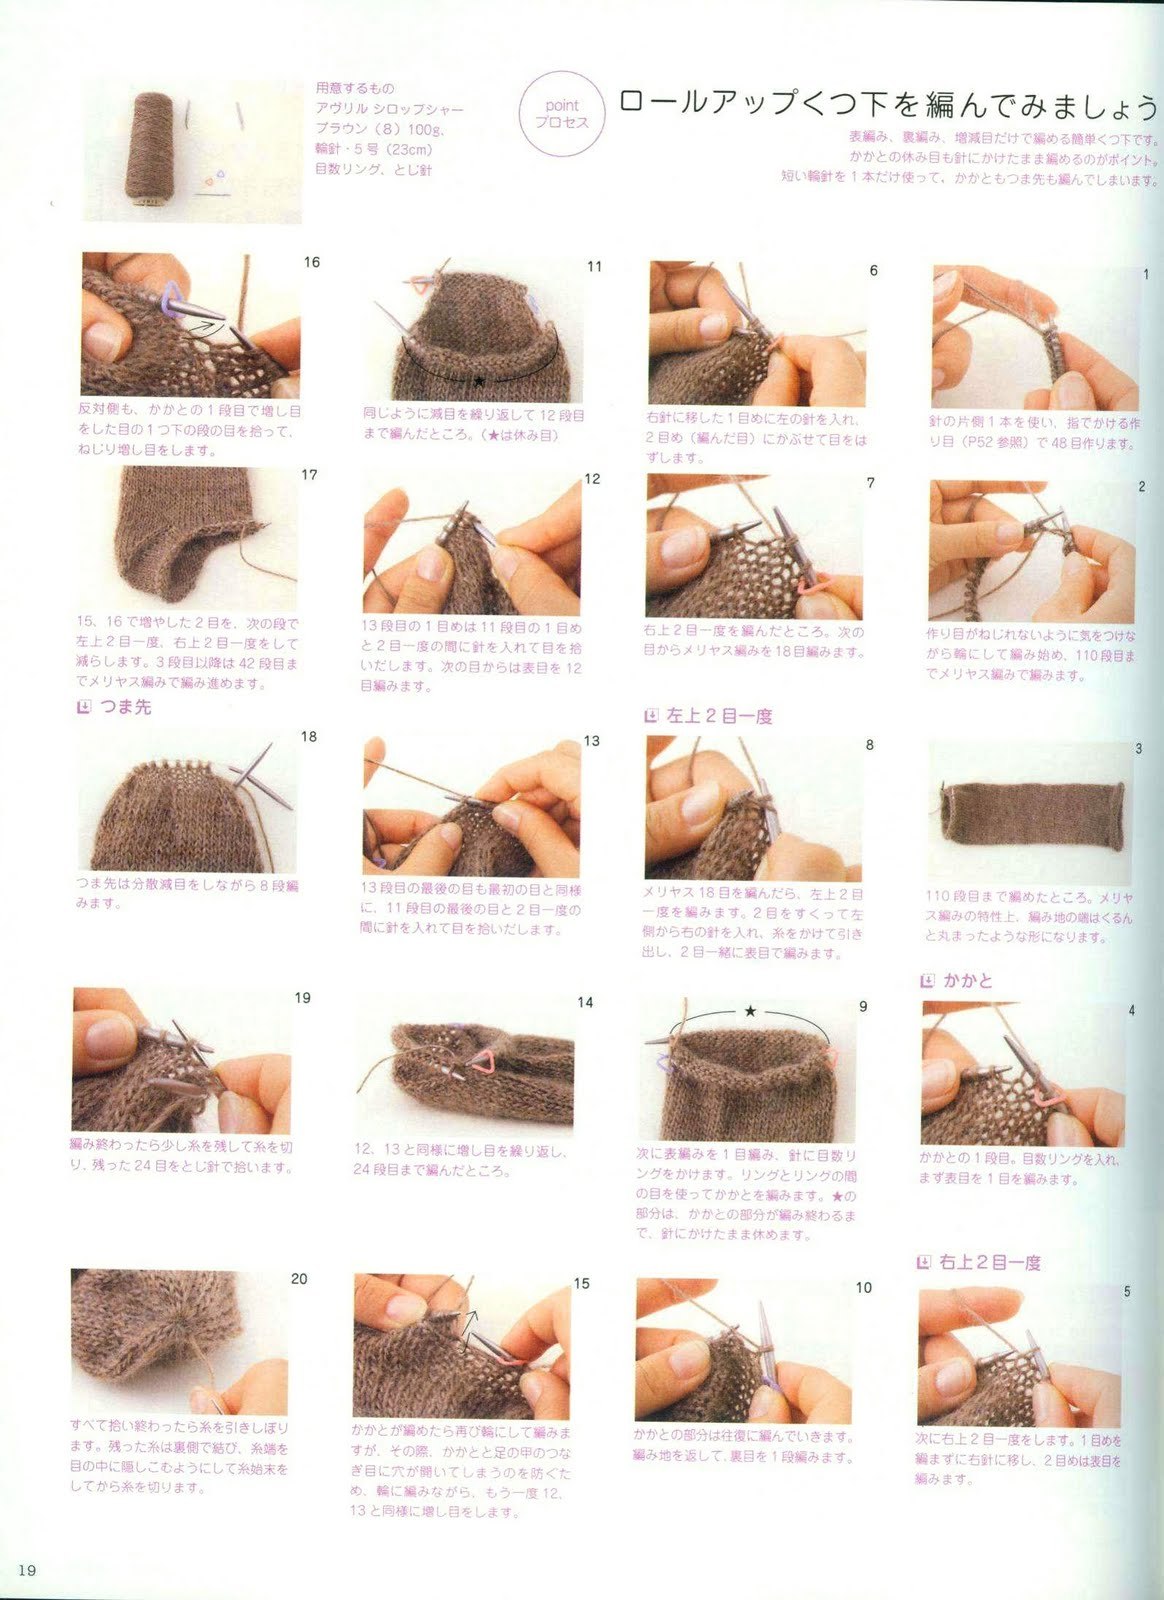 point
プロセス
ロールアップくつ下を編んでみましょう
表編み、裏編み、増減目だけで編める簡単くつ下です。
かかとの休み目も針にかけたまま編めるのがポイント。
短い輪針を1本だけ使って、かかともつま先も編んでしまいます。
用意するもの
アヴリル シロップシャー
ブラウン(8)100g、
輪針・5号(23cm)
目数リング、とじ針
1
針の片側1本を使い、指でかける作
り目(P52参照)で48目作ります。
2
作り目がねじれないように気をつけな
がら輪にして編み始め、110段目ま
でメリヤス編みで編みます。
3
110段目まで編めたところ。メリヤ
ス編みの特性上、編み地の端はくるん
と丸まったような形になります。
かかと
4
かかとの1段目。目数リングを入れ、
まず表目を1目を編みます。
右上2目一度
5
次に右上2目一度をします。1目めを
編まずに右針に移し、2目めは表目を
編みます。
6
右針に移した1目めに左の針を入れ、
2目め(編んだ目)にかぶせて目をは
ずします。
7
右上2目一度を編んだところ。次の
目からメリヤス編みを18目編みます。
左上2目一度
8
メリヤス18目を編んだら、左上2目
一度を編みます。2目をすくって左
側から右の針を入れ、糸をかけて引き
出し、2目一緒に表目で編みます。
9
★
次に表編みを1目編み、針に目数リ
ングをかけます。リングとリングの間
の目を使ってかかとを編みます。★の
部分は、かかとの部分が編み終わるま
で、針にかけたまま休めます。
10
かかとの部分は往復に編んでいきます。
編み地を返して、裏目を1段編みます。
11
★
同じように減目を繰り返して12段目
まで編んだところ。(★は休み目)
12
13段目の1目めは11段目の1目め
と2目一度の間に針を入れて目を拾
いだします。次の目からは表目を12
目編みます。
13
13段目の最後の目も最初の目と同様
に、11段目の最後の目と2目一度の
間に針を入れて目を拾いだします。
14
12、13と同様に増し目を繰り返し、
24段目まで編んだところ。
15
かかとが編めたら再び輪にして編みま
すが、その際、かかとと足の甲のつな
ぎ目に穴が開いてしまうのを防ぐた
め、輪に編みながら、もう一度12、
13と同様に増し目をします。
16
反対側も、かかとの1段目で増し目
をした目の1つ下の段の目を拾って、
ねじり増し目をします。
17
15、16で増やした2目を、次の段で
左上2目一度、右上2目一度をして
減らします。3段目以降は42段目ま
でメリヤス編みで編み進めます。
つま先
18
つま先は分散減目をしながら8段編
みます。
19
編み終わったら少し糸を残して糸を切
り、残った24目をとじ針で拾います。
20
すべて拾い終わったら糸を引きしぼり
ます。残った糸は裏側で結び、糸端を
目の中に隠しこむようにして糸始末を
してから糸を切ります。
19